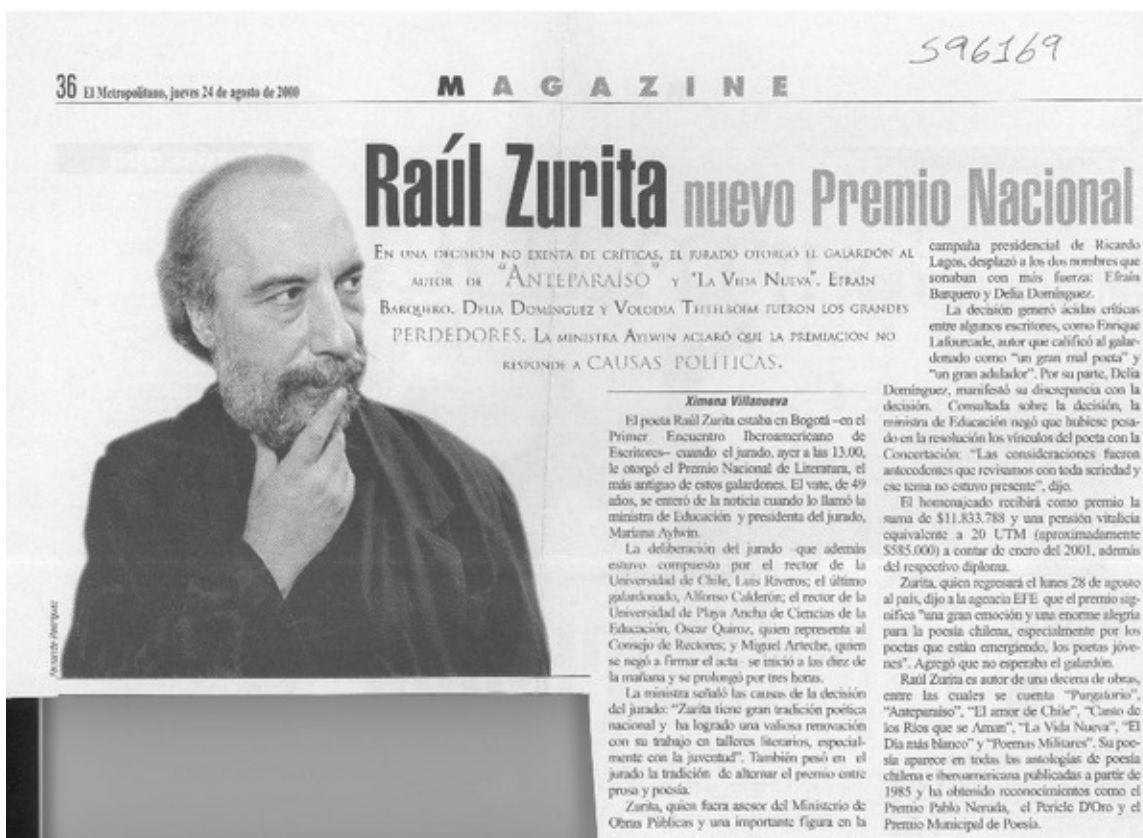 596169
36 El Metropolitano, jueves 24 de agosto de 2000
MAGAZINE
Raúl Zurita nuevo Premio Nacional
EN UNA DECISIÓN NO EXENTA DE CRÍTICAS, EL JURADO OTORGÓ EL GALARDÓN AL
AUTOR DE "ANTEPARAÍSO" Y "LA VIDA NUEVA". EFRAÍN
BARQUERO, DELIA DOMÍNGUEZ Y VOLODIA TEITELBOIM FUERON LOS GRANDES
PERDEDORES. LA MINISTRA AYLWIN ACLARÓ QUE LA PREMIACIÓN NO
RESPONDE A CAUSAS POLÍTICAS.
Ximena Villanueva
El poeta Raúl Zurita estaba en Bogotá –en el
Primer Encuentro Iberoamericano de
Escritores– cuando el jurado, ayer a las 13.00,
le otorgó el Premio Nacional de Literatura, el
más antiguo de estos galardones. El vate, de 49
años, se enteró de la noticia cuando lo llamó la
ministra de Educación y presidenta del jurado,
Mariana Aylwin.
La deliberación del jurado -que además
estuvo compuesto por el rector de la
Universidad de Chile, Luis Riveros; el último
galardonado, Alfonso Calderón; el rector de la
Universidad de Playa Ancha de Ciencias de la
Educación, Oscar Quiroz, quien representa al
Consejo de Rectores; y Miguel Arteche, quien
se negó a firmar el acta- se inició a las diez de
la mañana y se prolongó por tres horas.
La ministra señaló las causas de la decisión
del jurado: "Zurita tiene gran tradición poética
nacional y ha logrado una valiosa renovación
con su trabajo en talleres literarios, especial-
mente con la juventud". También pesó en el
jurado la tradición de alternar el premio entre
prosa y poesía.
Zurita, quien fuera asesor del Ministerio de
Obras Públicas y una importante figura en la
campaña presidencial de Ricardo
Lagos, desplazó a los dos nombres que
sonaban con más fuerza: Efraín
Barquero y Delia Domínguez.
La decisión generó ácidas críticas
entre algunos escritores, como Enrique
Lafourcade, autor que calificó al galar-
donado como "un gran mal poeta" y
"un gran adulador". Por su parte, Delia
Domínguez, manifestó su discrepancia con la
decisión. Consultada sobre la decisión, la
ministra de Educación negó que hubiese pesa-
do en la resolución los vínculos del poeta con la
Concertación: "Las consideraciones fueron
antecedentes que revisamos con toda seriedad y
ese tema no estuvo presente", dijo.
El homenajeado recibirá como premio la
suma de $11.833.788 y una pensión vitalicia
equivalente a 20 UTM (aproximadamente
$585.000) a contar de enero del 2001, además
del respectivo diploma.
Zurita, quien regresará el lunes 28 de agosto
al país, dijo a la agencia EFE que el premio sig-
nifica "una gran emoción y una enorme alegría
para la poesía chilena, especialmente por los
poetas que están emergiendo, los poetas jóve-
nes". Agregó que no esperaba el galardón.
Raúl Zurita es autor de una decena de obras,
entre las cuales se cuenta "Purgatorio",
"Anteparaíso", "El amor de Chile", "Canto de
los Ríos que se Aman", "La Vida Nueva", "El
Día más blanco" y "Poemas Militares". Su poe-
sía aparece en todas las antologías de poesía
chilena e iberoamericana publicadas a partir de
1985 y ha obtenido reconocimientos como el
Premio Pablo Neruda, el Pericle D'Oro y el
Premio Municipal de Poesía.